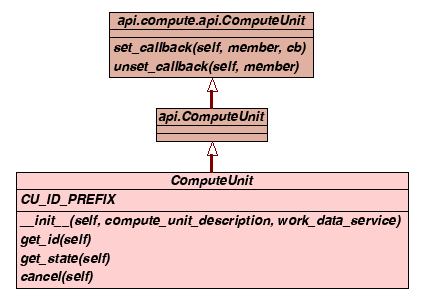 api.compute.api.ComputeUnit
set_callback(self, member, cb)
unset_callback(self, member)
api.ComputeUnit
ComputeUnit
CU_ID_PREFIX
__init__(self, compute_unit_description, work_data_service)
get_id(self)
get_state(self)
cancel(self)